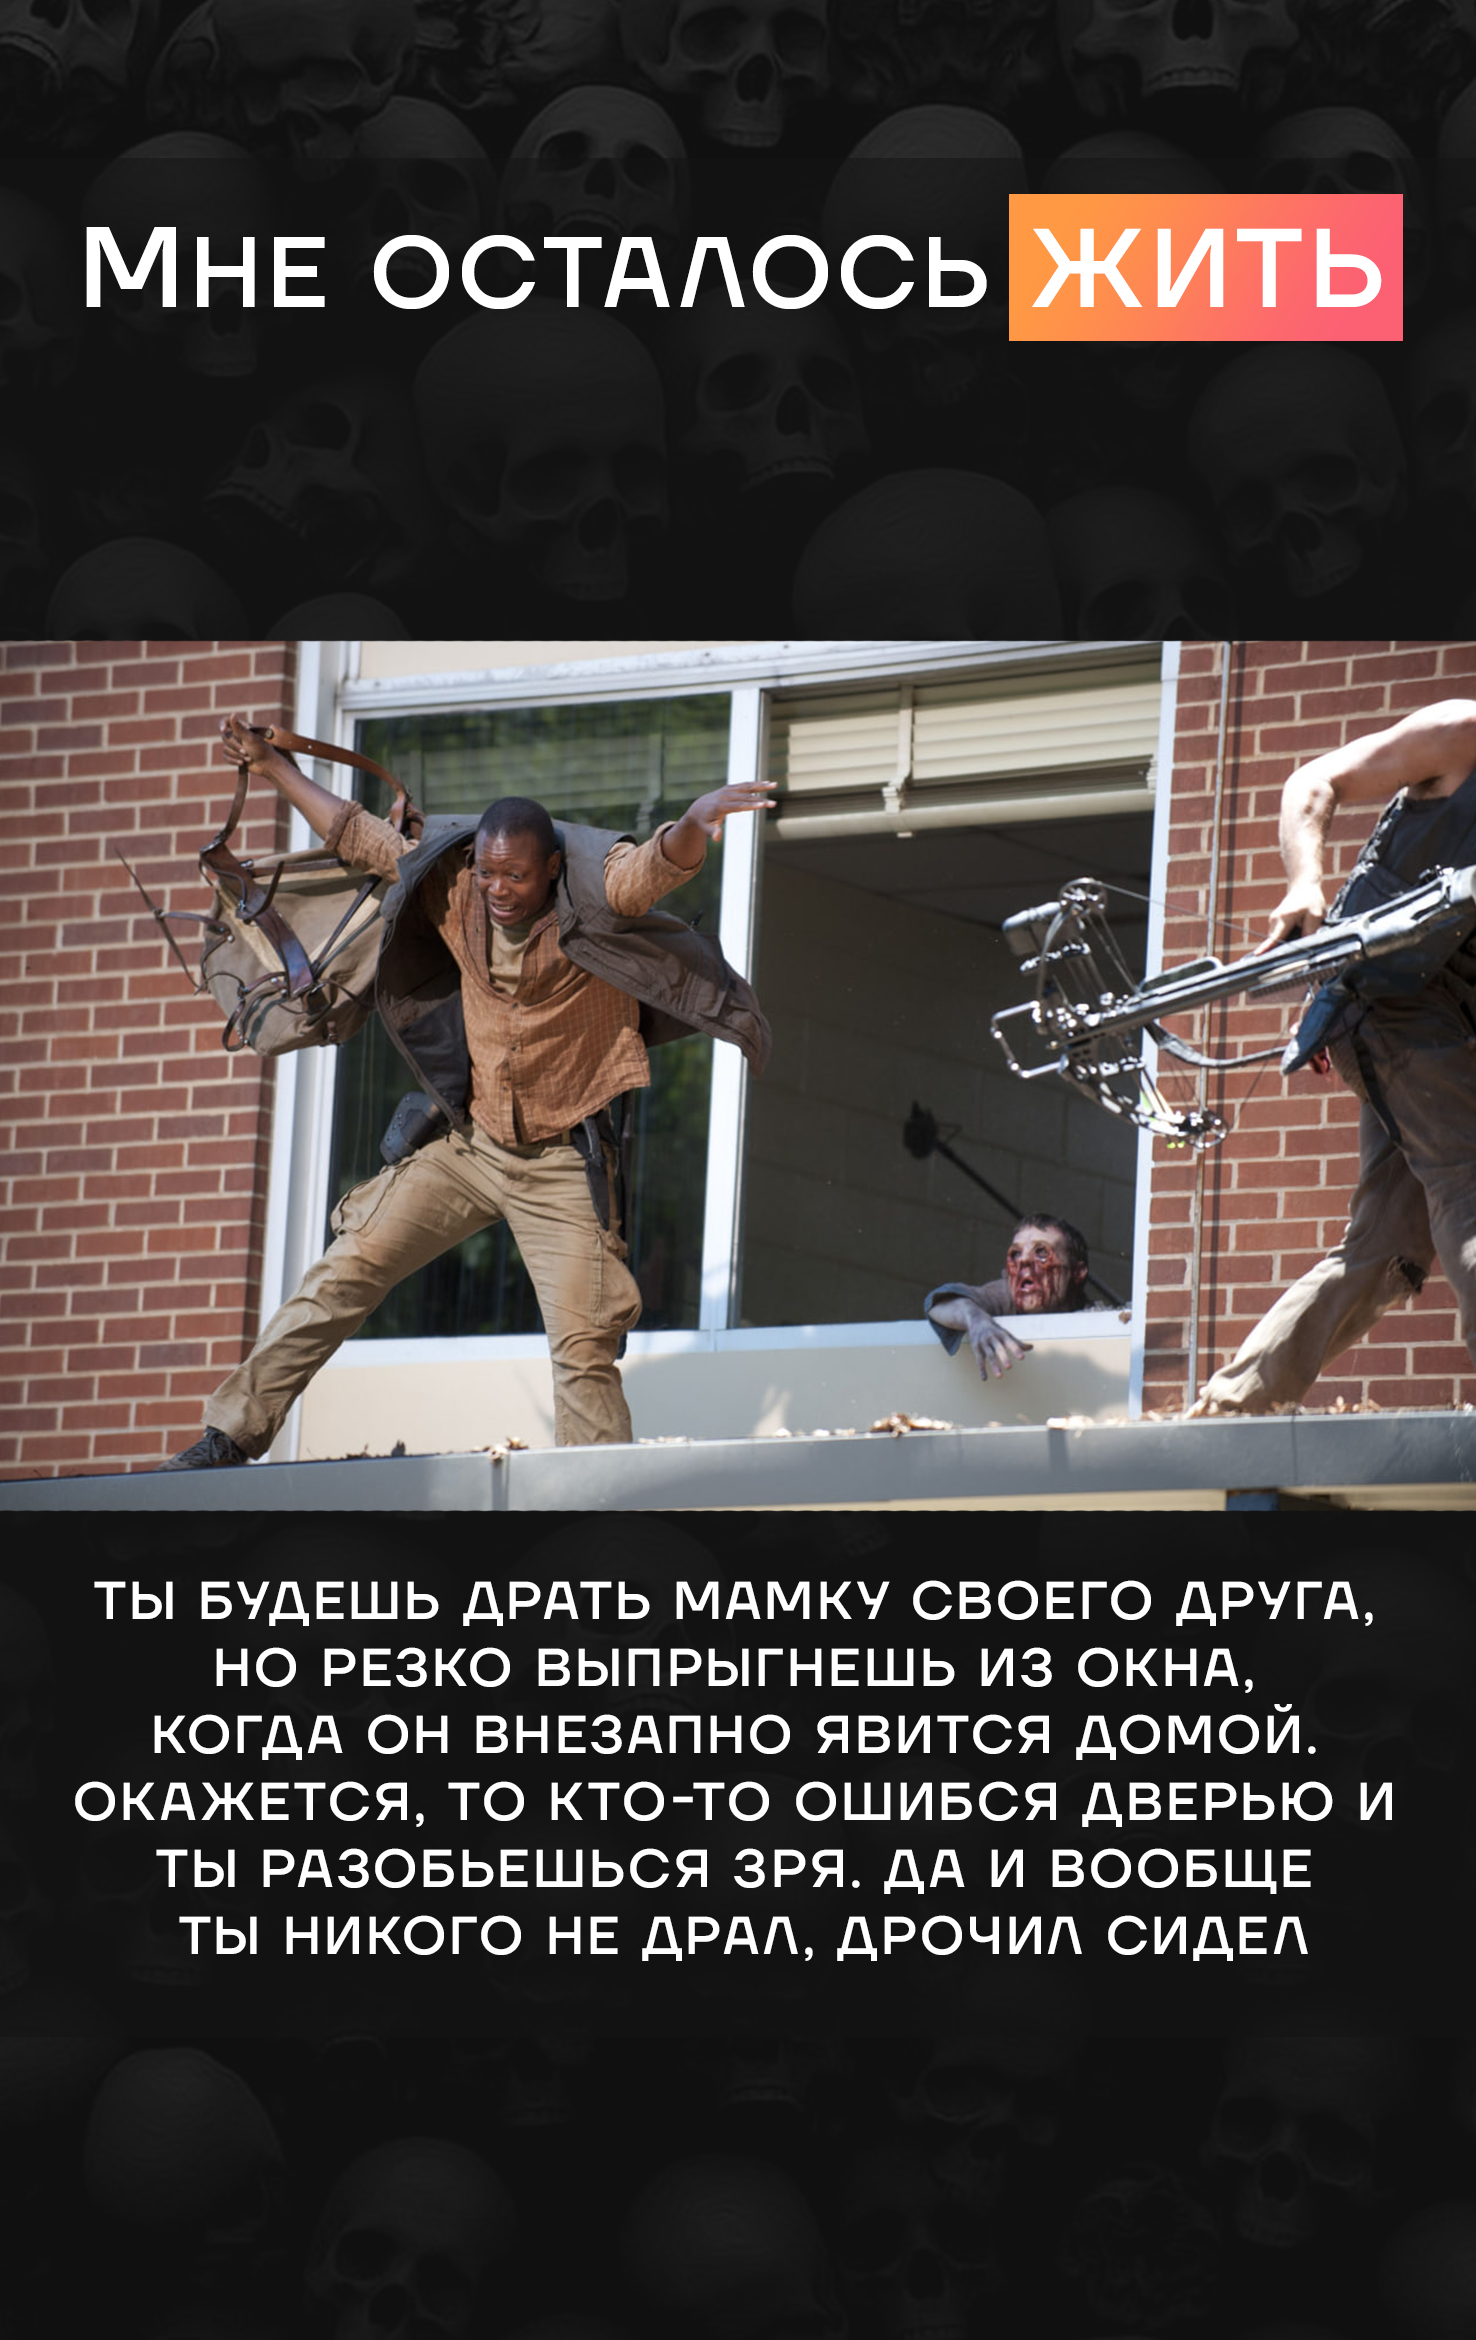 Мне осталось жить
ты будешь драть мамку своего друга,
но резко выпрыгнешь из окна,
когда он внезапно явится домой.
Окажется, то кто-то ошибся дверью и
ты разобьешься зря. Да и вообще
ты никого не драл, дрочил сидел